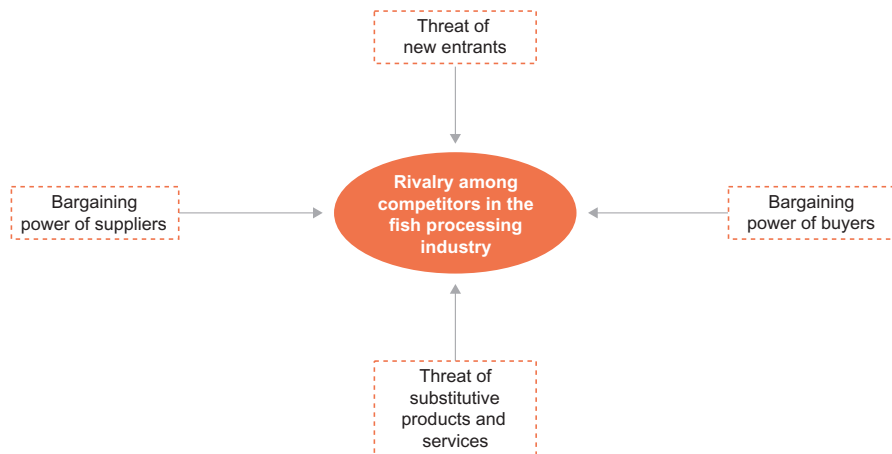 Threat of
new entrants
Rivalry among
competitors in the
fish processing
industry
Bargaining
power of suppliers
Bargaining
power of buyers
Threat of
substitutive
products and
services